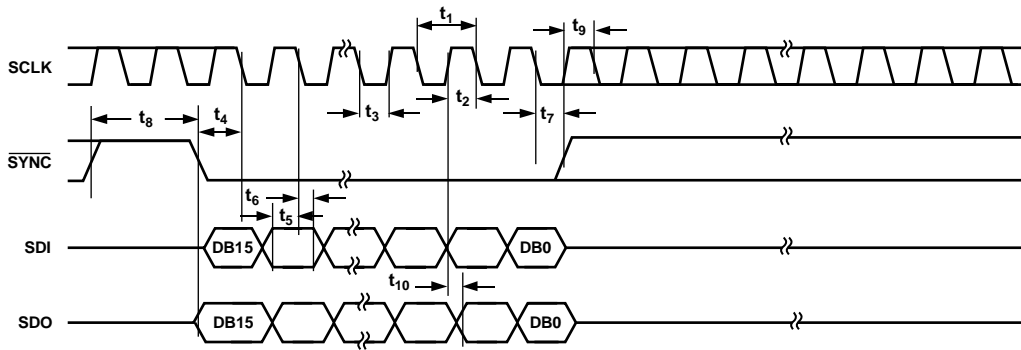 t1
t9
SCLK
t2
t3
t7
t8
t4
SYNC
t6
t5
SDI
DB15
DB0
t10
SDO
DB15
DB0